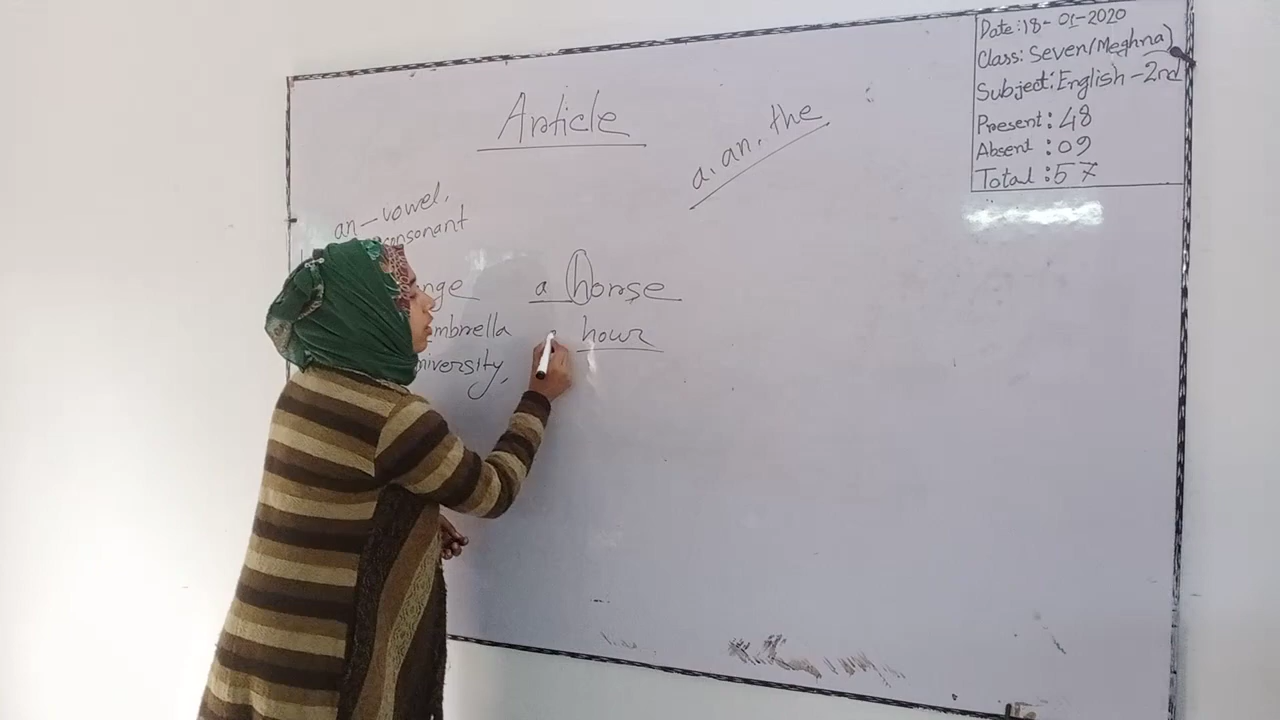 Date: 18-01-2020
Class: Seven (Meghna)
Subject: English-2nd
Present: 48
Absent: 09
Total: 57
Article
a, an, the
an — vowel,
consonant
a horse
hour